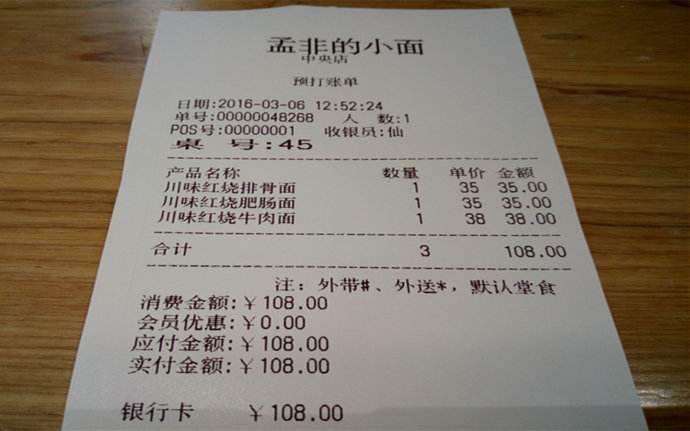 孟非的小面
中央店
预打账单
日期:2016-03-06 12:52:24
单号:00000048268 人 数:1
POS号:00000001 收银员:仙
桌 号:45
产品名称 数量 单价 金额
川味红烧排骨面 1 35 35.00
川味红烧肥肠面 1 35 35.00
川味红烧牛肉面 1 38 38.00
合计 3 108.00
注: 外带#、外送*, 默认堂食
消费金额:￥108.00
会员优惠:￥0.00
应付金额:￥108.00
实付金额:￥108.00
银行卡 ￥108.00